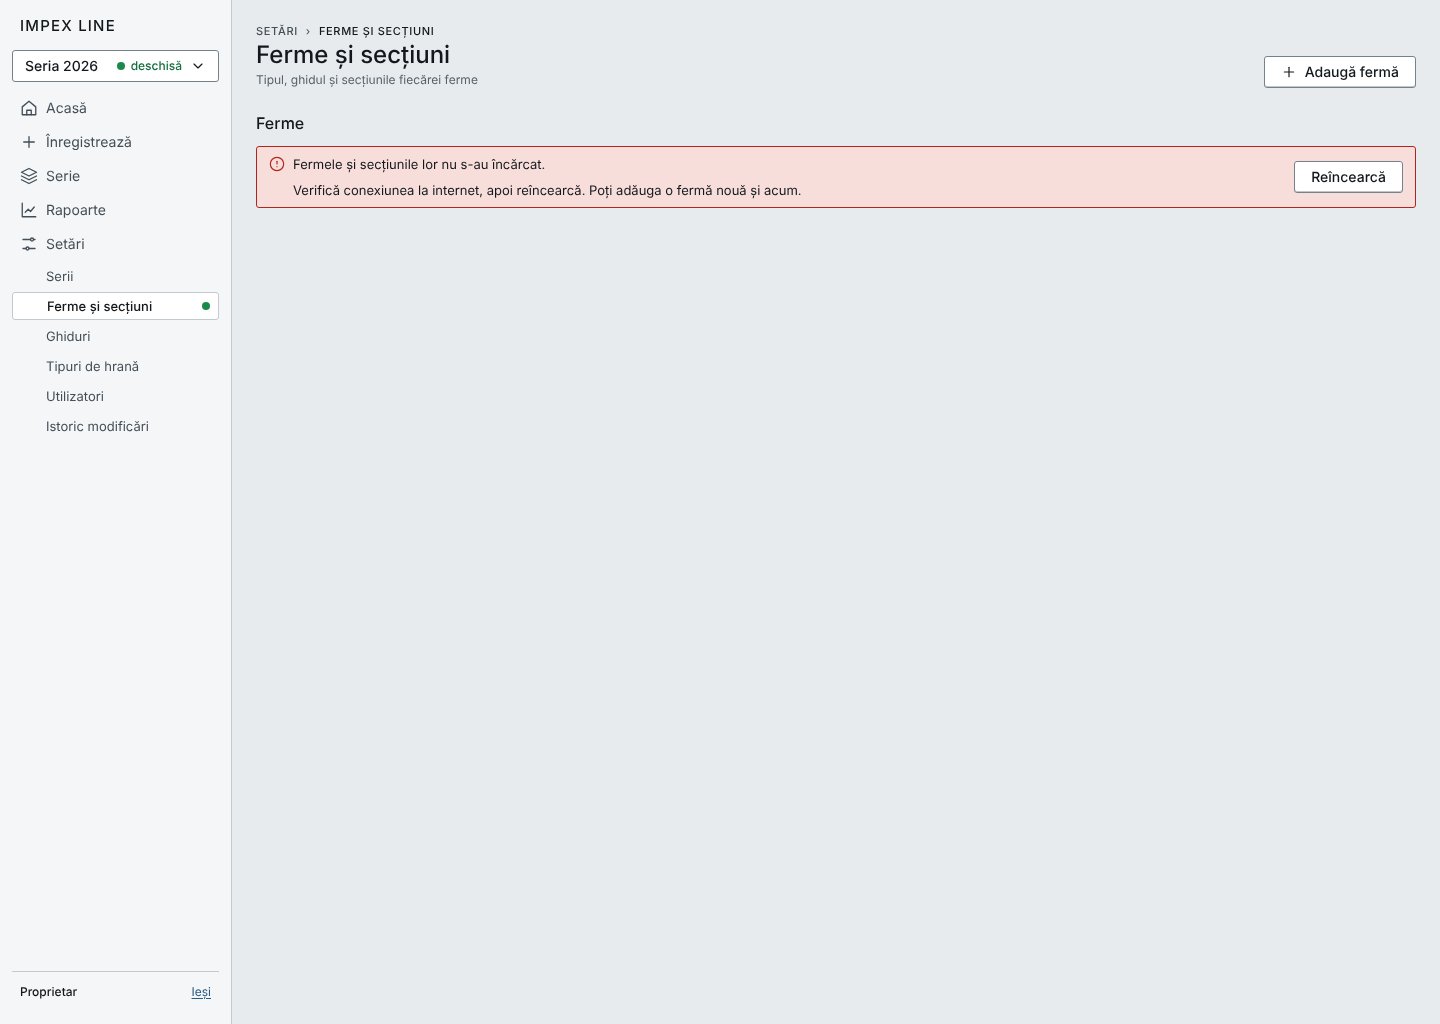 IMPEX LINE
Seria 2026 deschisă
Acasă
Înregistrează
Serie
Rapoarte
Setări
Serii
Ferme și secțiuni
Ghiduri
Tipuri de hrană
Utilizatori
Istoric modificări
Proprietar Ieși
SETĂRI › FERME ȘI SECȚIUNI
Ferme și secțiuni
Tipul, ghidul și secțiunile fiecărei ferme
Adaugă fermă
Ferme
Fermele și secțiunile lor nu s-au încărcat.
Verifică conexiunea la internet, apoi reîncearcă. Poți adăuga o fermă nouă și acum.
Reîncearcă